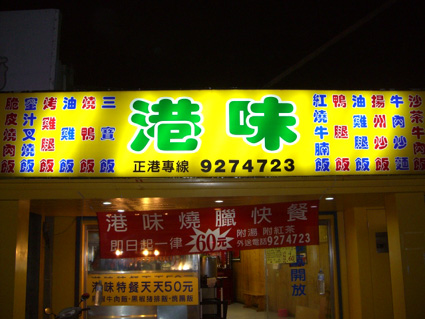 脆皮燒肉飯
蜜汁叉燒飯
烤雞腿飯
油雞飯
燒鴨飯
三寶飯
港味
正港專線 9274723
紅燒牛腩飯
鴨腿飯
油雞腿飯
揚州炒飯
牛肉炒麵
沙茶牛肉飯
港"味"燒臘快餐
即日起一律60元
附湯 附紅茶
外送電話9274723
港味特餐天天50元
開放